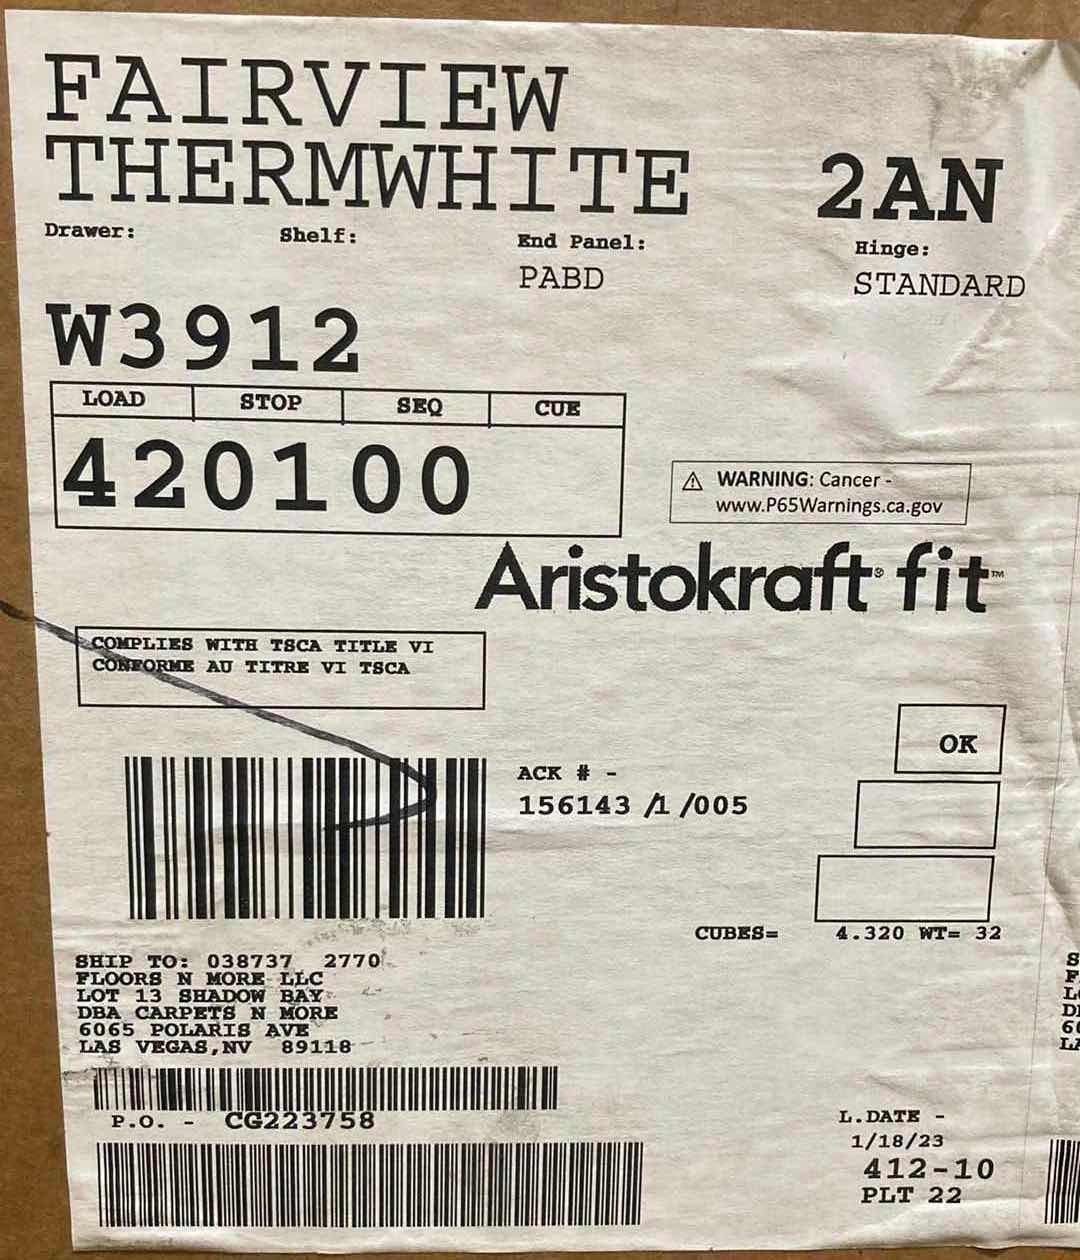 FAIRVIEW
THERMWHITE 2AN
Drawer: Shelf: End Panel: Hinge:
PABD STANDARD
W3912
LOAD STOP SEQ CUE
420100
⚠ WARNING: Cancer -
www.P65Warnings.ca.gov
Aristokraft® fit™
COMPLIES WITH TSCA TITLE VI
CONFORME AU TITRE VI TSCA
OK
ACK # -
156143 /1 /005
CUBES= 4.320 WT= 32
SHIP TO: 038737 2770
FLOORS N MORE LLC
LOT 13 SHADOW BAY
DBA CARPETS N MORE
6065 POLARIS AVE
LAS VEGAS,NV 89118
P.O. - CG223758
L.DATE -
1/18/23
412-10
PLT 22